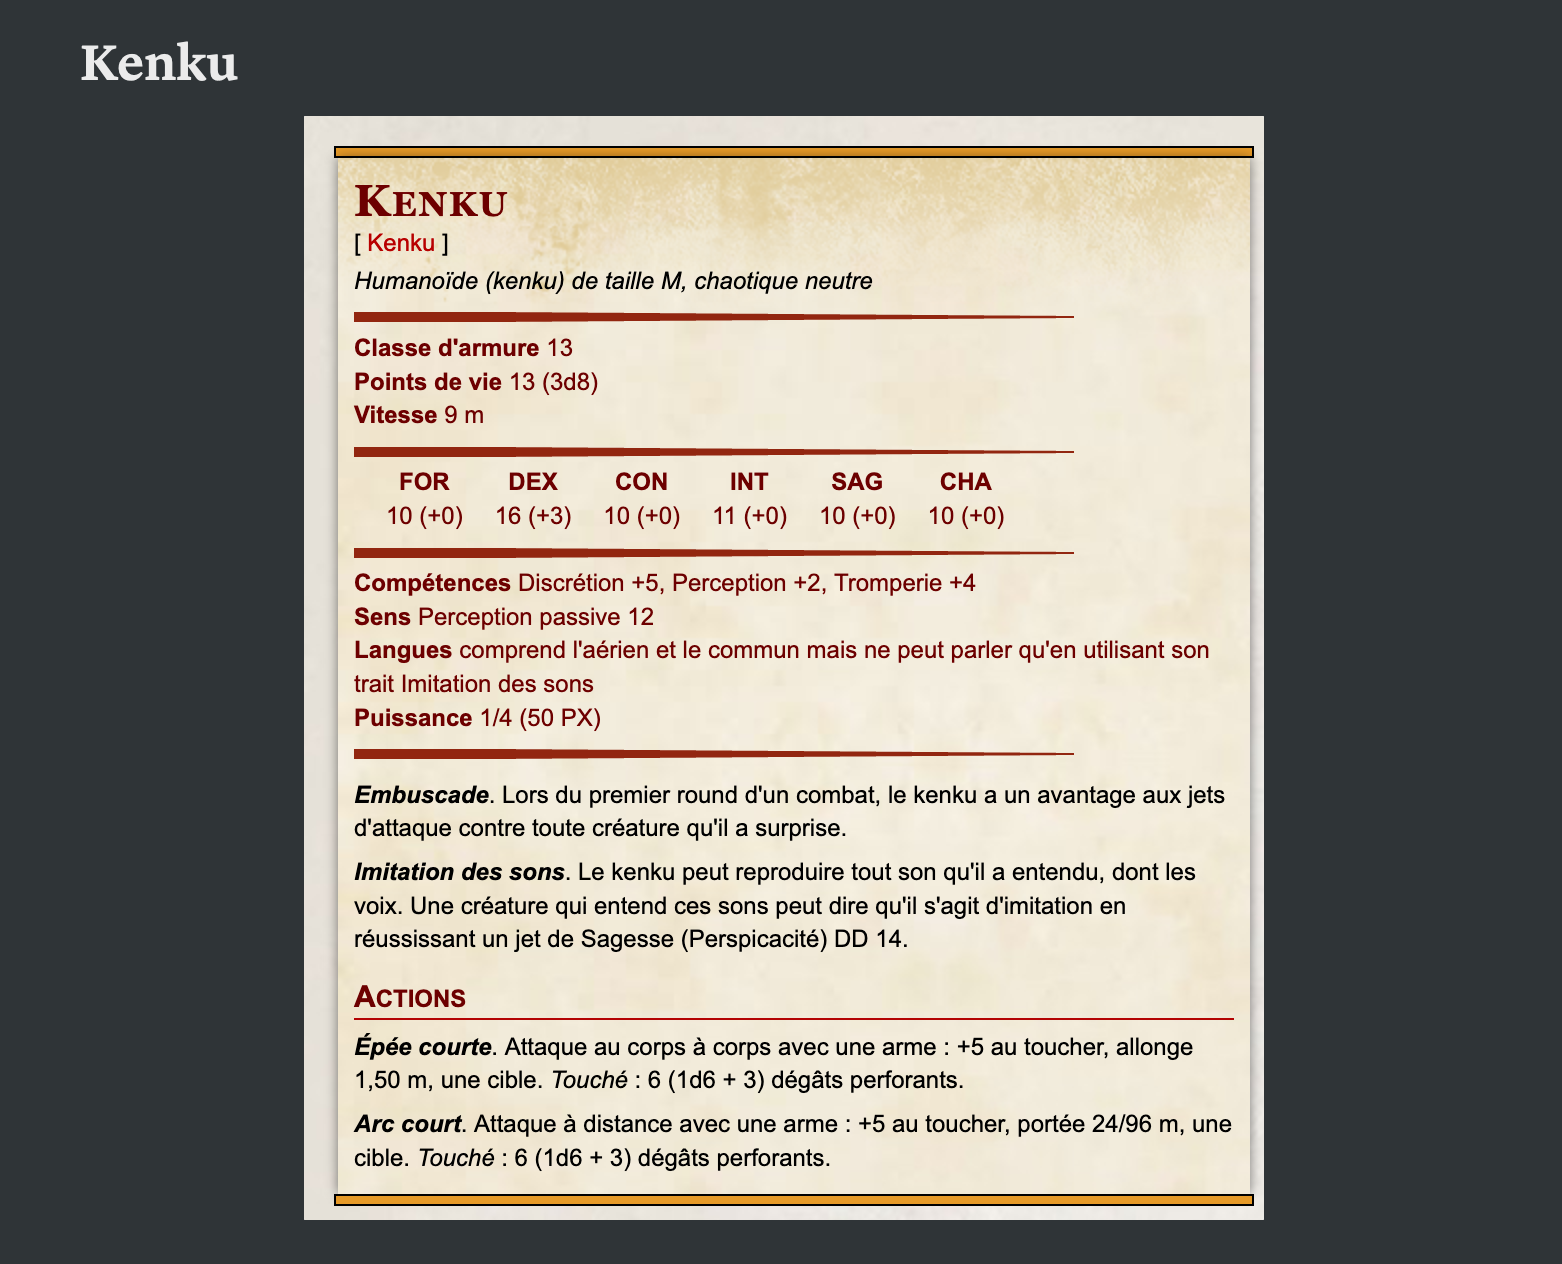 Kenku
Kenku
[ Kenku ]
Humanoïde (kenku) de taille M, chaotique neutre
Classe d'armure 13
Points de vie 13 (3d8)
Vitesse 9 m
FOR DEX CON INT SAG CHA
10 (+0) 16 (+3) 10 (+0) 11 (+0) 10 (+0) 10 (+0)
Compétences Discrétion +5, Perception +2, Tromperie +4
Sens Perception passive 12
Langues comprend l'aérien et le commun mais ne peut parler qu'en utilisant son
trait Imitation des sons
Puissance 1/4 (50 PX)
Embuscade. Lors du premier round d'un combat, le kenku a un avantage aux jets
d'attaque contre toute créature qu'il a surprise.
Imitation des sons. Le kenku peut reproduire tout son qu'il a entendu, dont les
voix. Une créature qui entend ces sons peut dire qu'il s'agit d'imitation en
réussissant un jet de Sagesse (Perspicacité) DD 14.
Actions
Épée courte. Attaque au corps à corps avec une arme : +5 au toucher, allonge
1,50 m, une cible. Touché : 6 (1d6 + 3) dégâts perforants.
Arc court. Attaque à distance avec une arme : +5 au toucher, portée 24/96 m, une
cible. Touché : 6 (1d6 + 3) dégâts perforants.